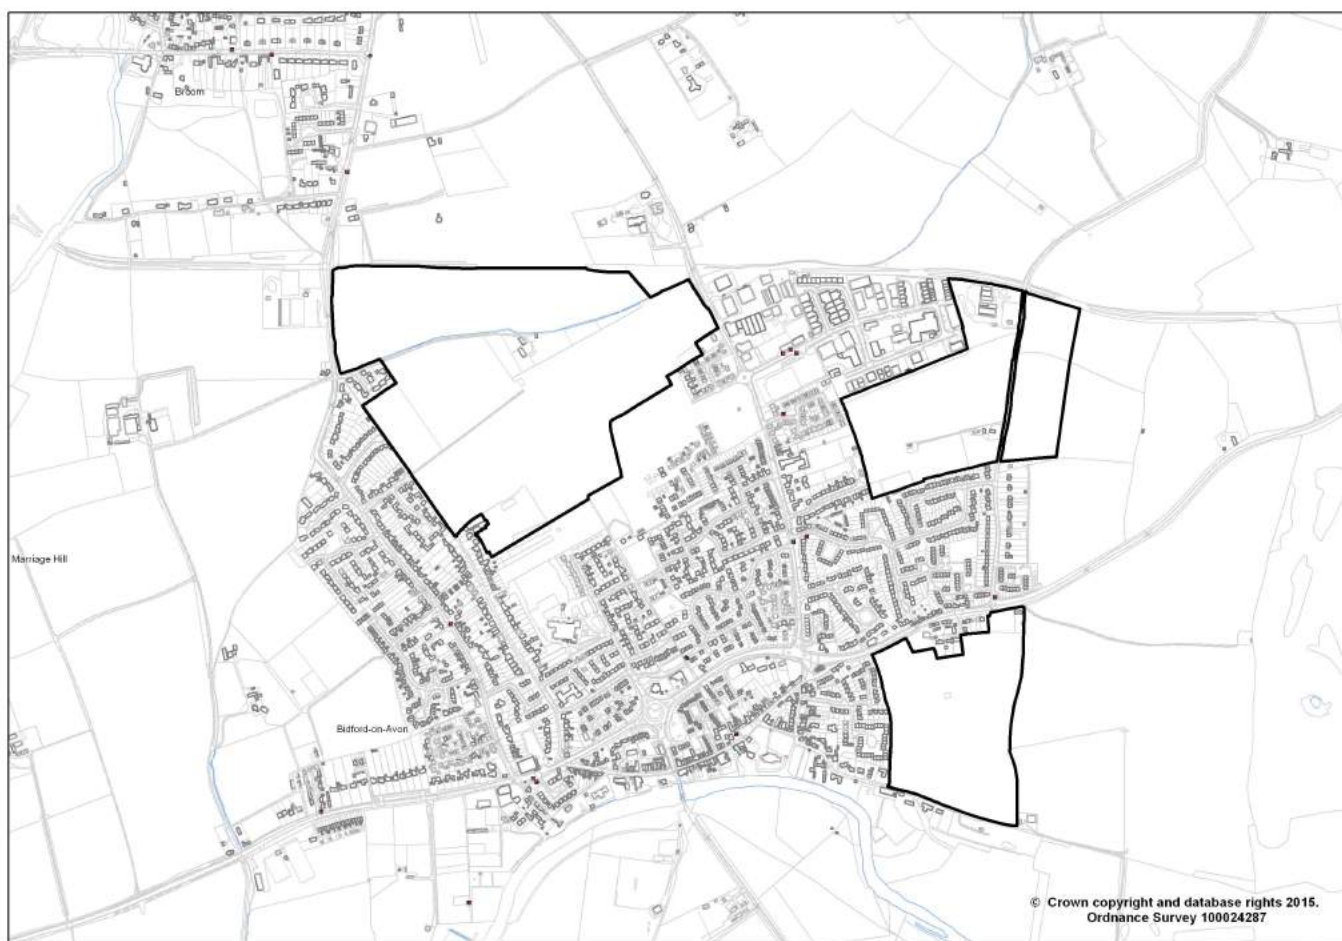 Broom
Marriage Hill
Bidford-on-Avon
© Crown copyright and database rights 2015.
Ordnance Survey 100024287